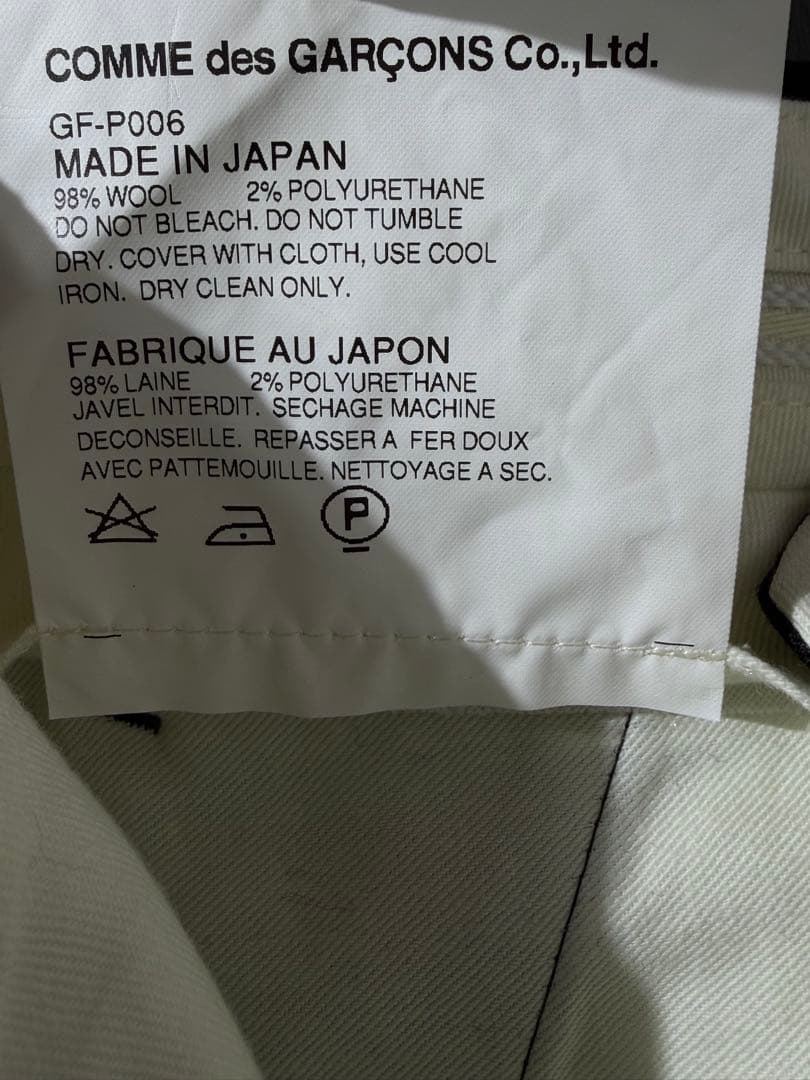 COMME des GARÇONS Co.,Ltd.
GF-P006
MADE IN JAPAN
98% WOOL 2% POLYURETHANE
DO NOT BLEACH. DO NOT TUMBLE
DRY. COVER WITH CLOTH, USE COOL
IRON. DRY CLEAN ONLY.
FABRIQUE AU JAPON
98% LAINE 2% POLYURETHANE
JAVEL INTERDIT. SECHAGE MACHINE
DECONSEILLE. REPASSER A FER DOUX
AVEC PATTEMOUILLE. NETTOYAGE A SEC.
P